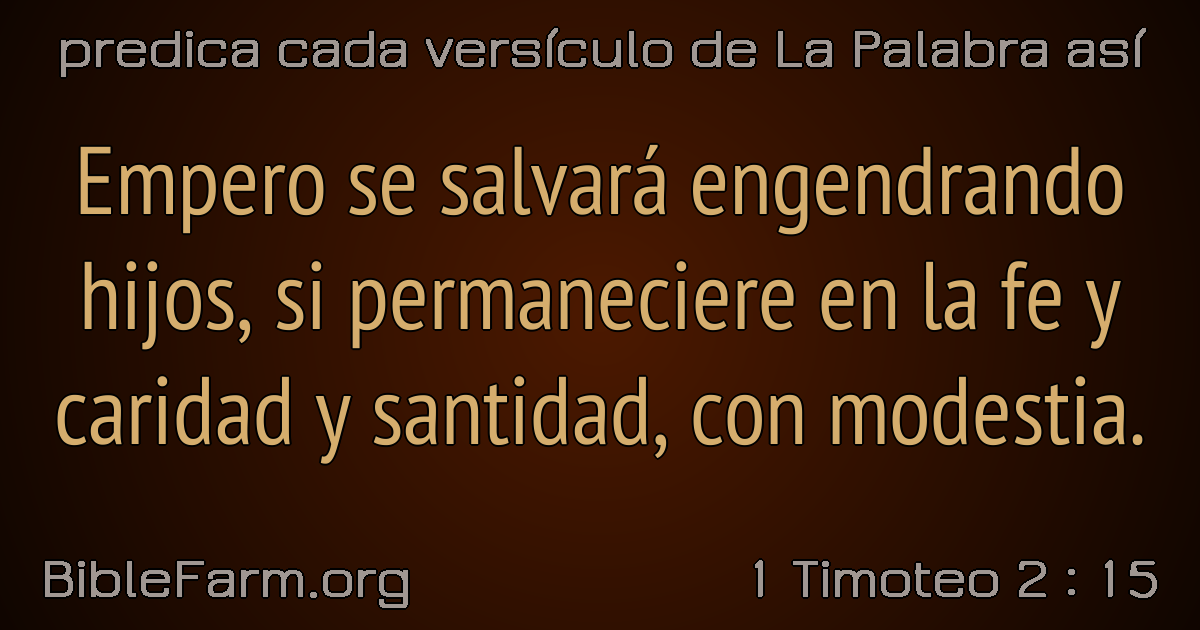 predica cada versículo de La Palabra así
Empero se salvará engendrando
hijos, si permaneciere en la fe y
caridad y santidad, con modestia.
BibleFarm.org
1 Timoteo 2 : 15